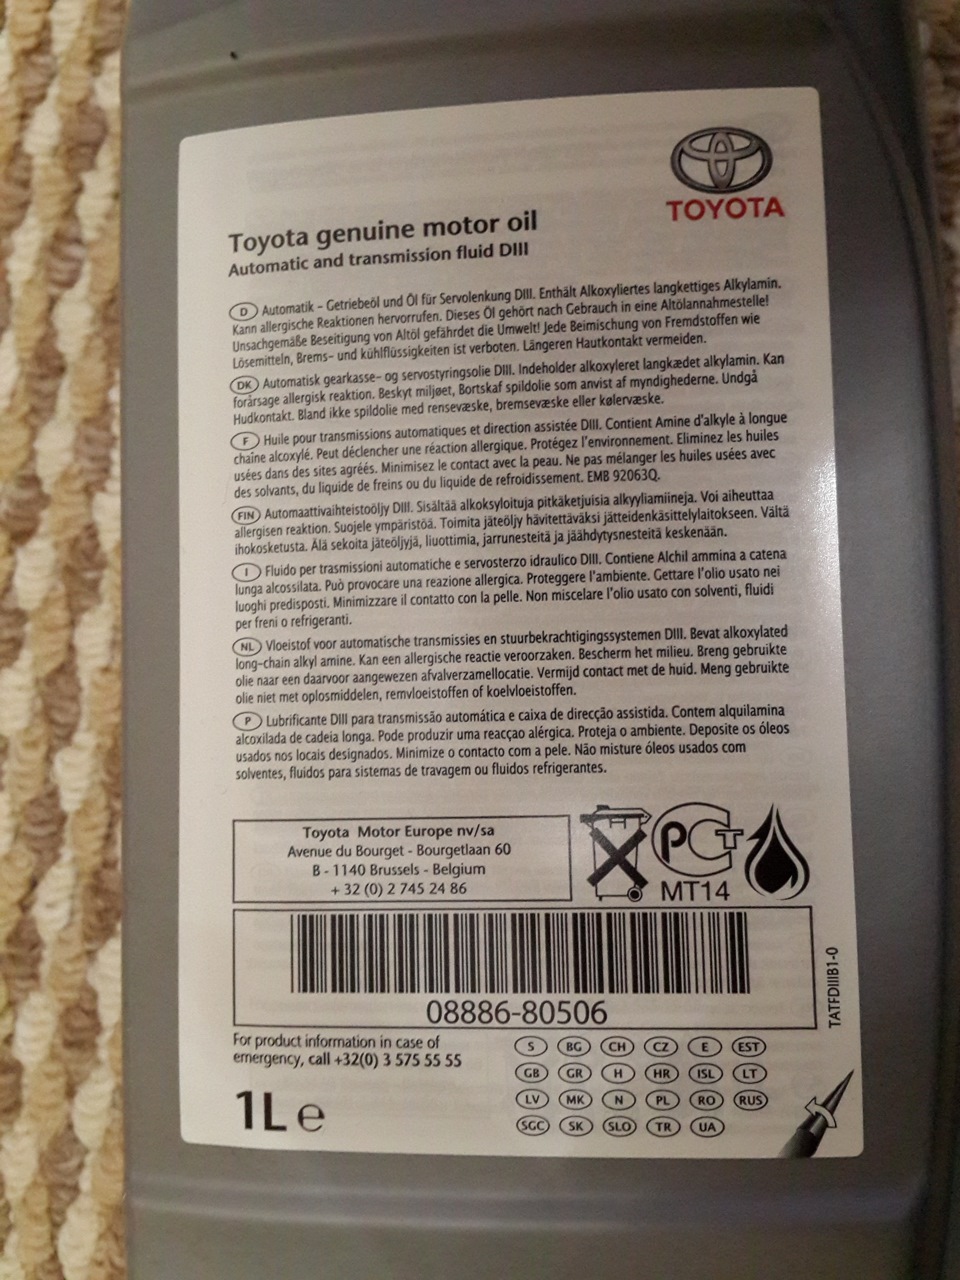 TOYOTA
Toyota genuine motor oil
Automatic and transmission fluid DIII
D Automatik – Getriebeöl und Öl für Servolenkung DIII. Enthält Alkoxyliertes langkettiges Alkylamin.
Kann allergische Reaktionen hervorrufen. Dieses Öl gehört nach Gebrauch in eine Altölannahmestelle!
Unsachgemäße Beseitigung von Altöl gefährdet die Umwelt! Jede Beimischung von Fremdstoffen wie
Lösemitteln, Brems- und kühlflüssigkeiten ist verboten. Längeren Hautkontakt vermeiden.
DK Automatisk gearkasse- og servostyringsolie DIII. Indeholder alkoxyleret langkædet alkylamin. Kan
forårsage allergisk reaktion. Beskyt miljøet, Bortskaf spildolie som anvist af myndighederne. Undgå
Hudkontakt. Bland ikke spildolie med rensevæske, bremsevæske eller kølervæske.
F Huile pour transmissions automatiques et direction assistée DIII. Contient Amine d'alkyle à longue
chaîne alcoxylé. Peut déclencher une réaction allergique. Protégez l'environnement. Eliminez les huiles
usées dans des sites agréés. Minimisez le contact avec la peau. Ne pas mélanger les huiles usées avec
des solvants, du liquide de freins ou du liquide de refroidissement. EMB 92063Q.
FIN Automaattivaihteistoöljy DIII. Sisältää alkoksyloituja pitkäketjuisia alkyyliamiineja. Voi aiheuttaa
allergisen reaktion. Suojele ympäristöä. Toimita jäteöljy hävitettäväksi jätteidenkäsittelylaitokseen. Vältä
ihokosketusta. Älä sekoita jäteöljyjä, liuottimia, jarrunesteitä ja jäähdytysnesteitä keskenään.
I Fluido per trasmissioni automatiche e servosterzo idraulico DIII. Contiene Alchil ammina a catena
lunga alcossilata. Può provocare una reazione allergica. Proteggere l'ambiente. Gettare l'olio usato nei
luoghi predisposti. Minimizzare il contatto con la pelle. Non miscelare l'olio usato con solventi, fluidi
per freni o refrigeranti.
NL Vloeistof voor automatische transmissies en stuurbekrachtigingssystemen DIII. Bevat alkoxylated
long-chain alkyl amine. Kan een allergische reactie veroorzaken. Bescherm het milieu. Breng gebruikte
olie naar een daarvoor aangewezen afvalverzamellocatie. Vermijd contact met de huid. Meng gebruikte
olie niet met oplosmiddelen, remvloeistoffen of koelvloeistoffen.
P Lubrificante DIII para transmissão automática e caixa de direcção assistida. Contem alquilamina
alcoxilada de cadeia longa. Pode produzir uma reacçao alérgica. Proteja o ambiente. Deposite os óleos
usados nos locais designados. Minimize o contacto com a pele. Não misture óleos usados com
solventes, fluidos para sistemas de travagem ou fluidos refrigerantes.
Toyota Motor Europe nv/sa
Avenue du Bourget - Bourgetlaan 60
B - 1140 Brussels - Belgium
+ 32 (0) 2 745 24 86
PCT
MT14
08886-80506
TATFDIIIB1-0
For product information in case of
emergency, call +32(0) 3 575 55 55
1L e
S BG CH CZ E EST
GB GR H HR ISL LT
LV MK N PL RO RUS
SGC SK SLO TR UA